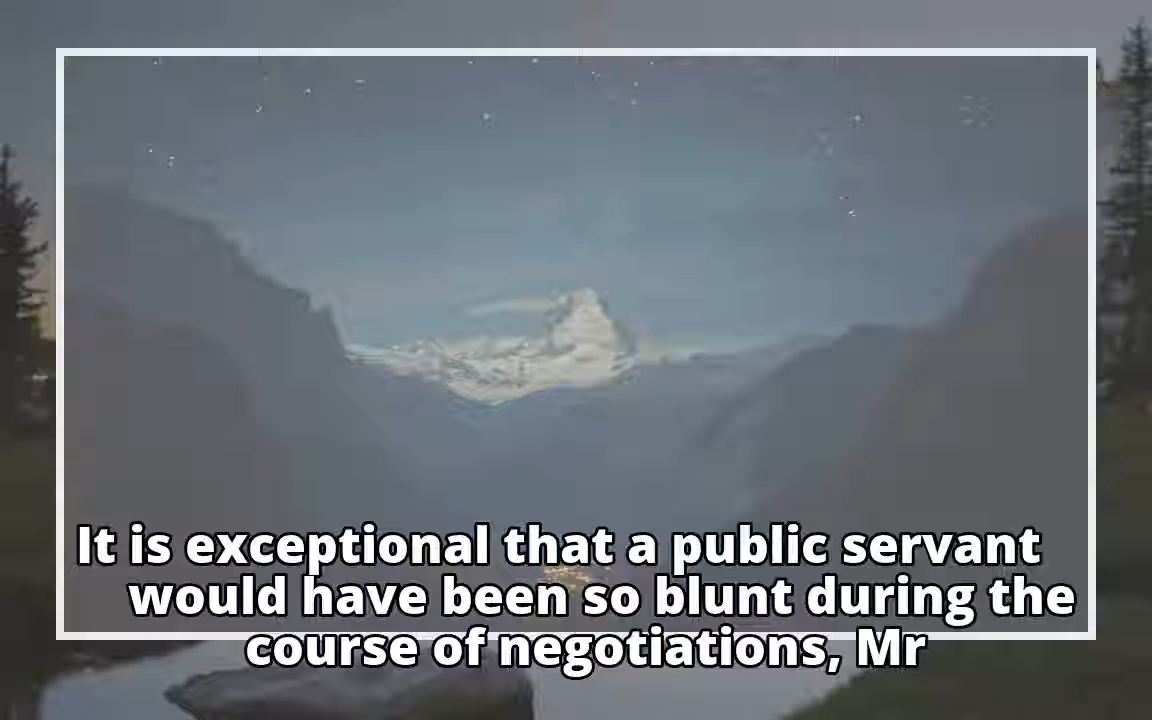 It is exceptional that a public servant
would have been so blunt during the
course of negotiations, Mr